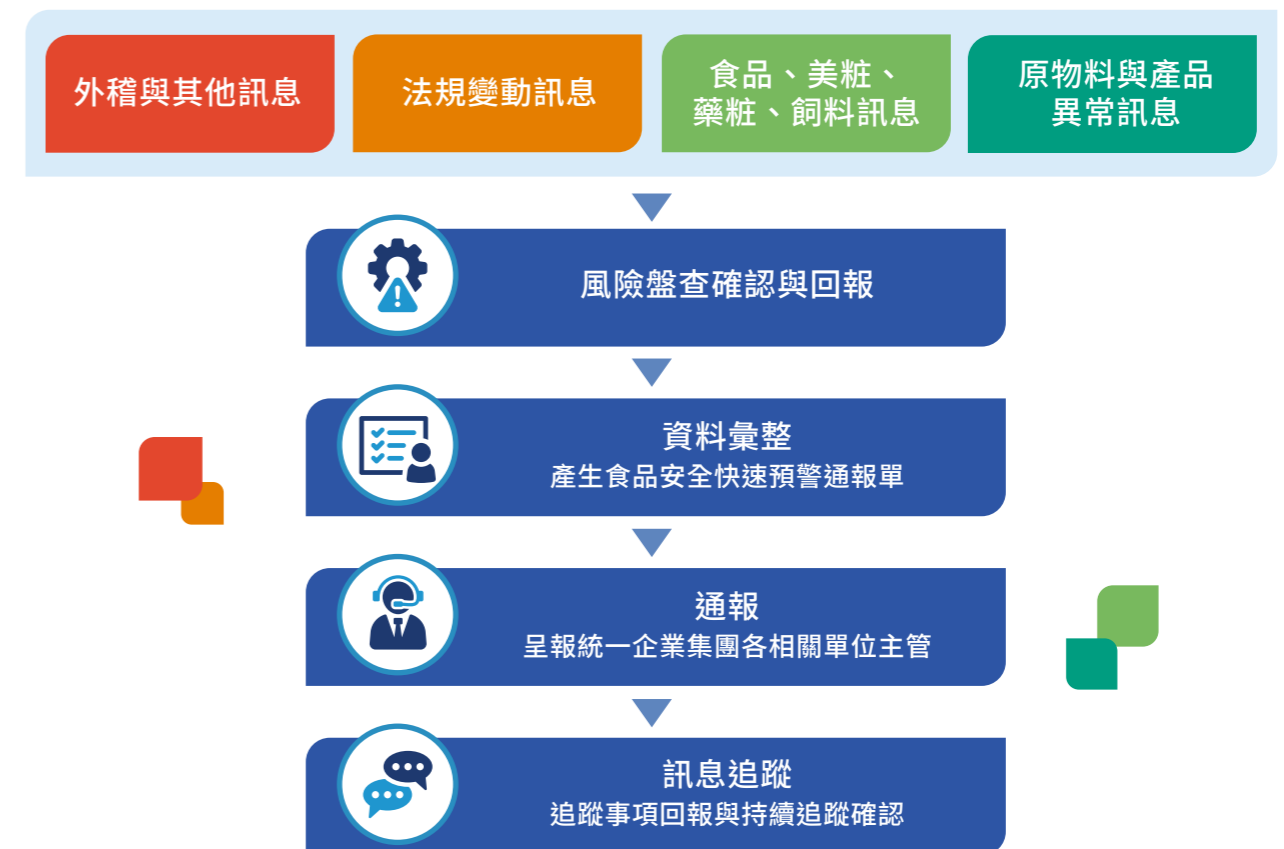 外稽與其他訊息
法規變動訊息
食品、美粧、
藥粧、飼料訊息
原物料與產品
異常訊息
風險盤查確認與回報
資料彙整
產生食品安全快速預警通報單
通報
呈報統一企業集團各相關單位主管
訊息追蹤
追蹤事項回報與持續追蹤確認